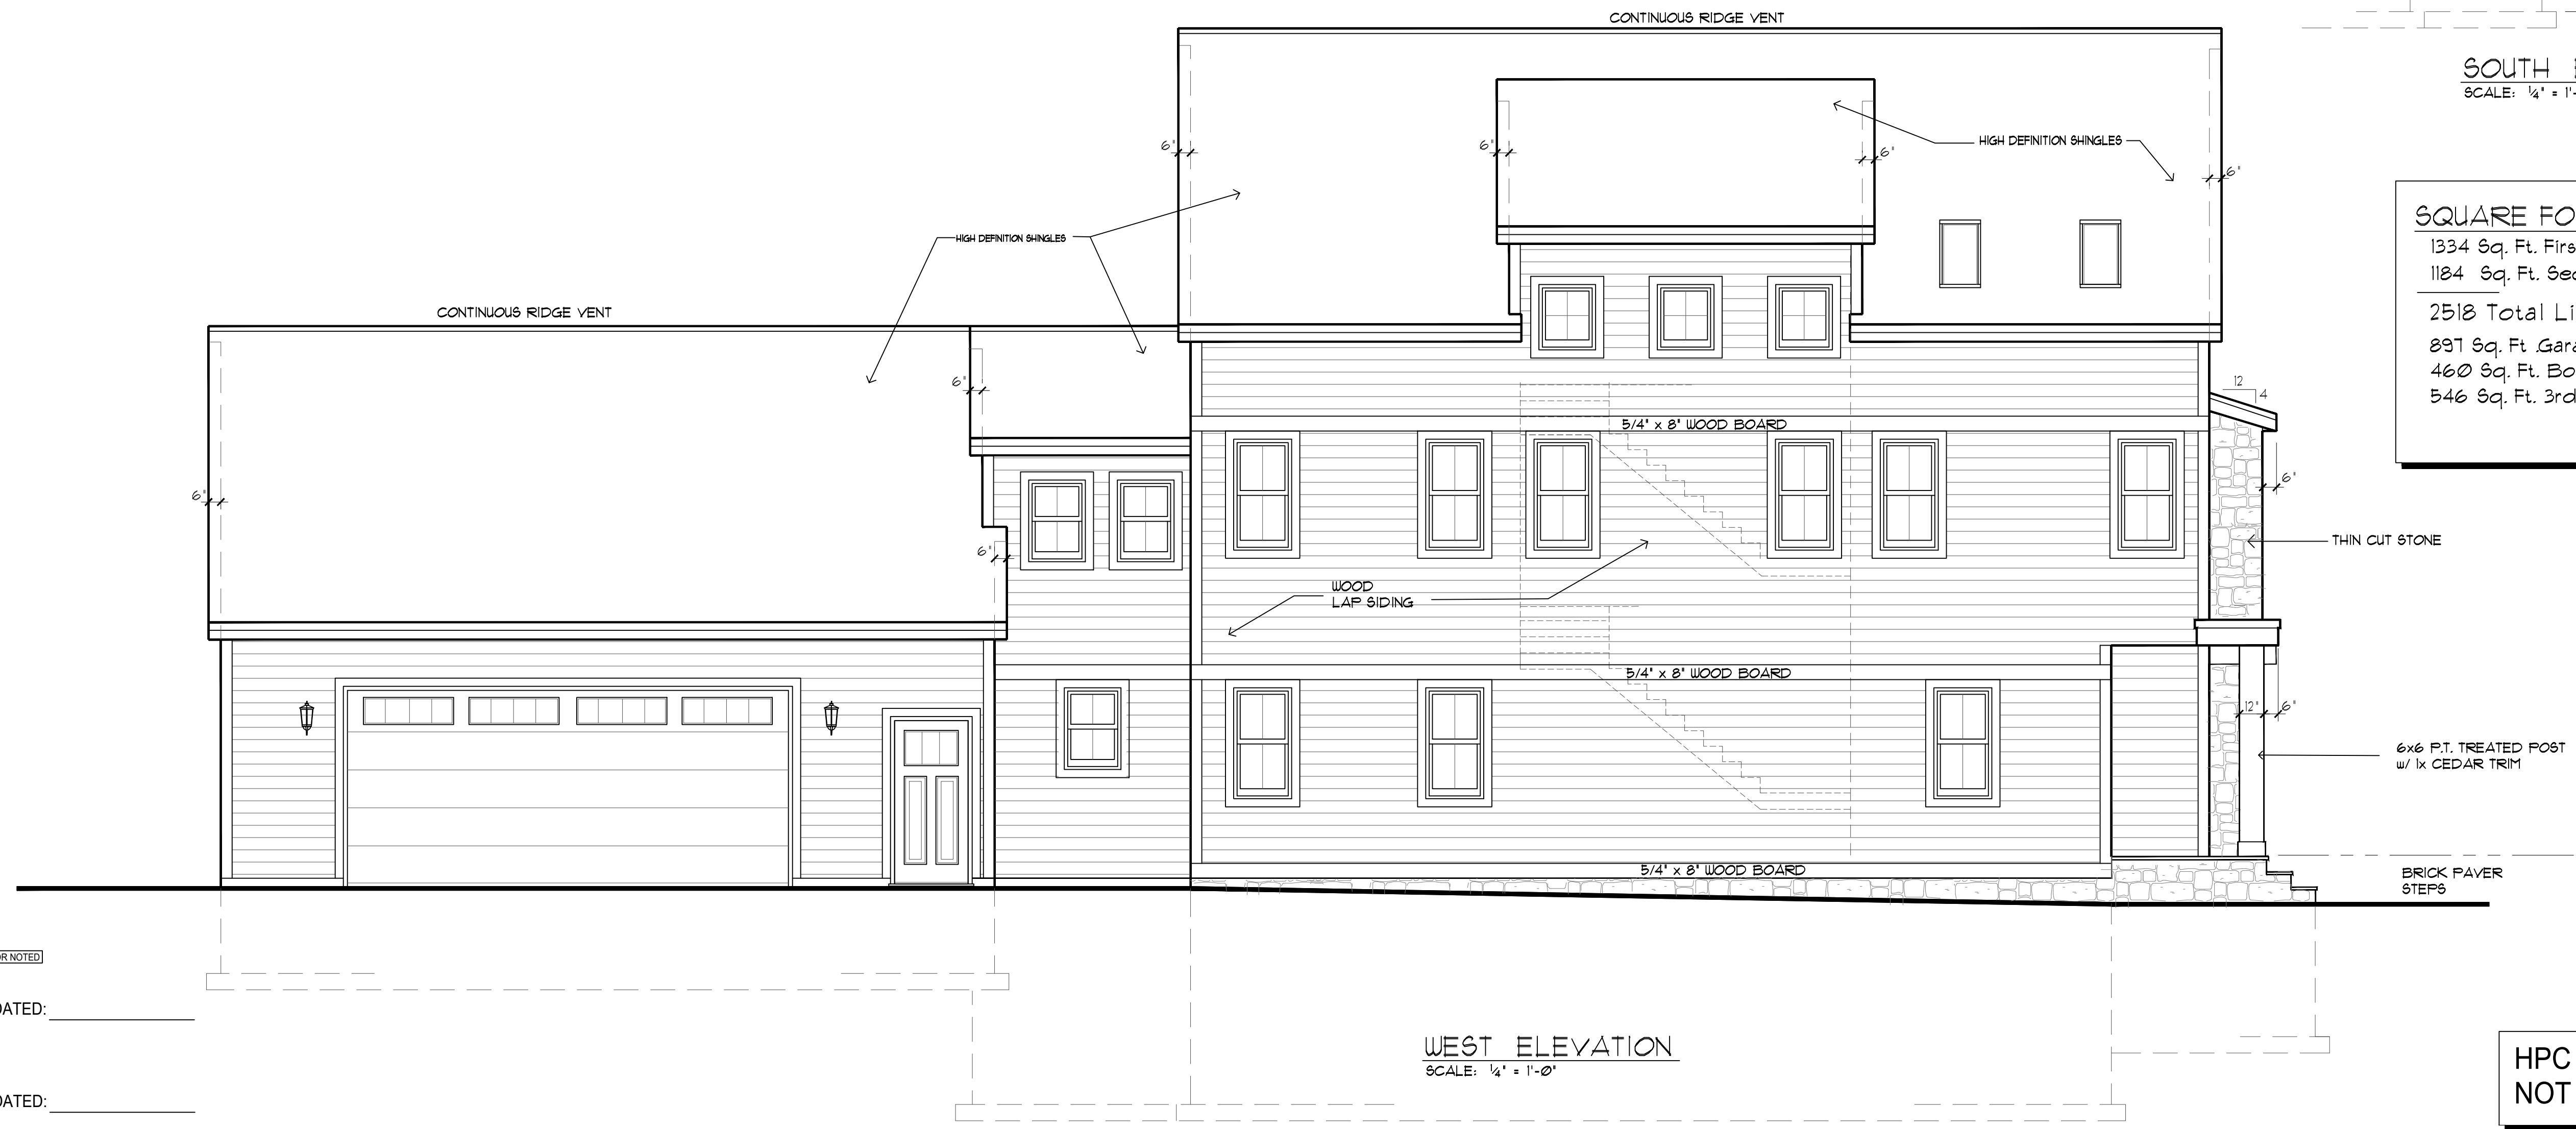 CONTINUOUS RIDGE VENT
SOUTH
SCALE: ¼" = 1'-
HIGH DEFINITION SHINGLES
6"
6"
6"
6"
SQUARE FO
1334 Sq. Ft. Firs
1184 Sq. Ft. Sec
2518 Total Li
897 Sq. Ft .Gara
460 Sq. Ft. Bo
546 Sq. Ft. 3rd
HIGH DEFINITION SHINGLES
CONTINUOUS RIDGE VENT
6"
12
4
5/4" x 8" WOOD BOARD
6"
6"
6"
THIN CUT STONE
WOOD
LAP SIDING
5/4" x 8" WOOD BOARD
12"
6"
6x6 P.T. TREATED POST
w/ 1x CEDAR TRIM
5/4" x 8" WOOD BOARD
BRICK PAVER
STEPS
OR NOTED
DATED:
WEST ELEVATION
SCALE: ¼" = 1'-0"
HPC
NOT
DATED: